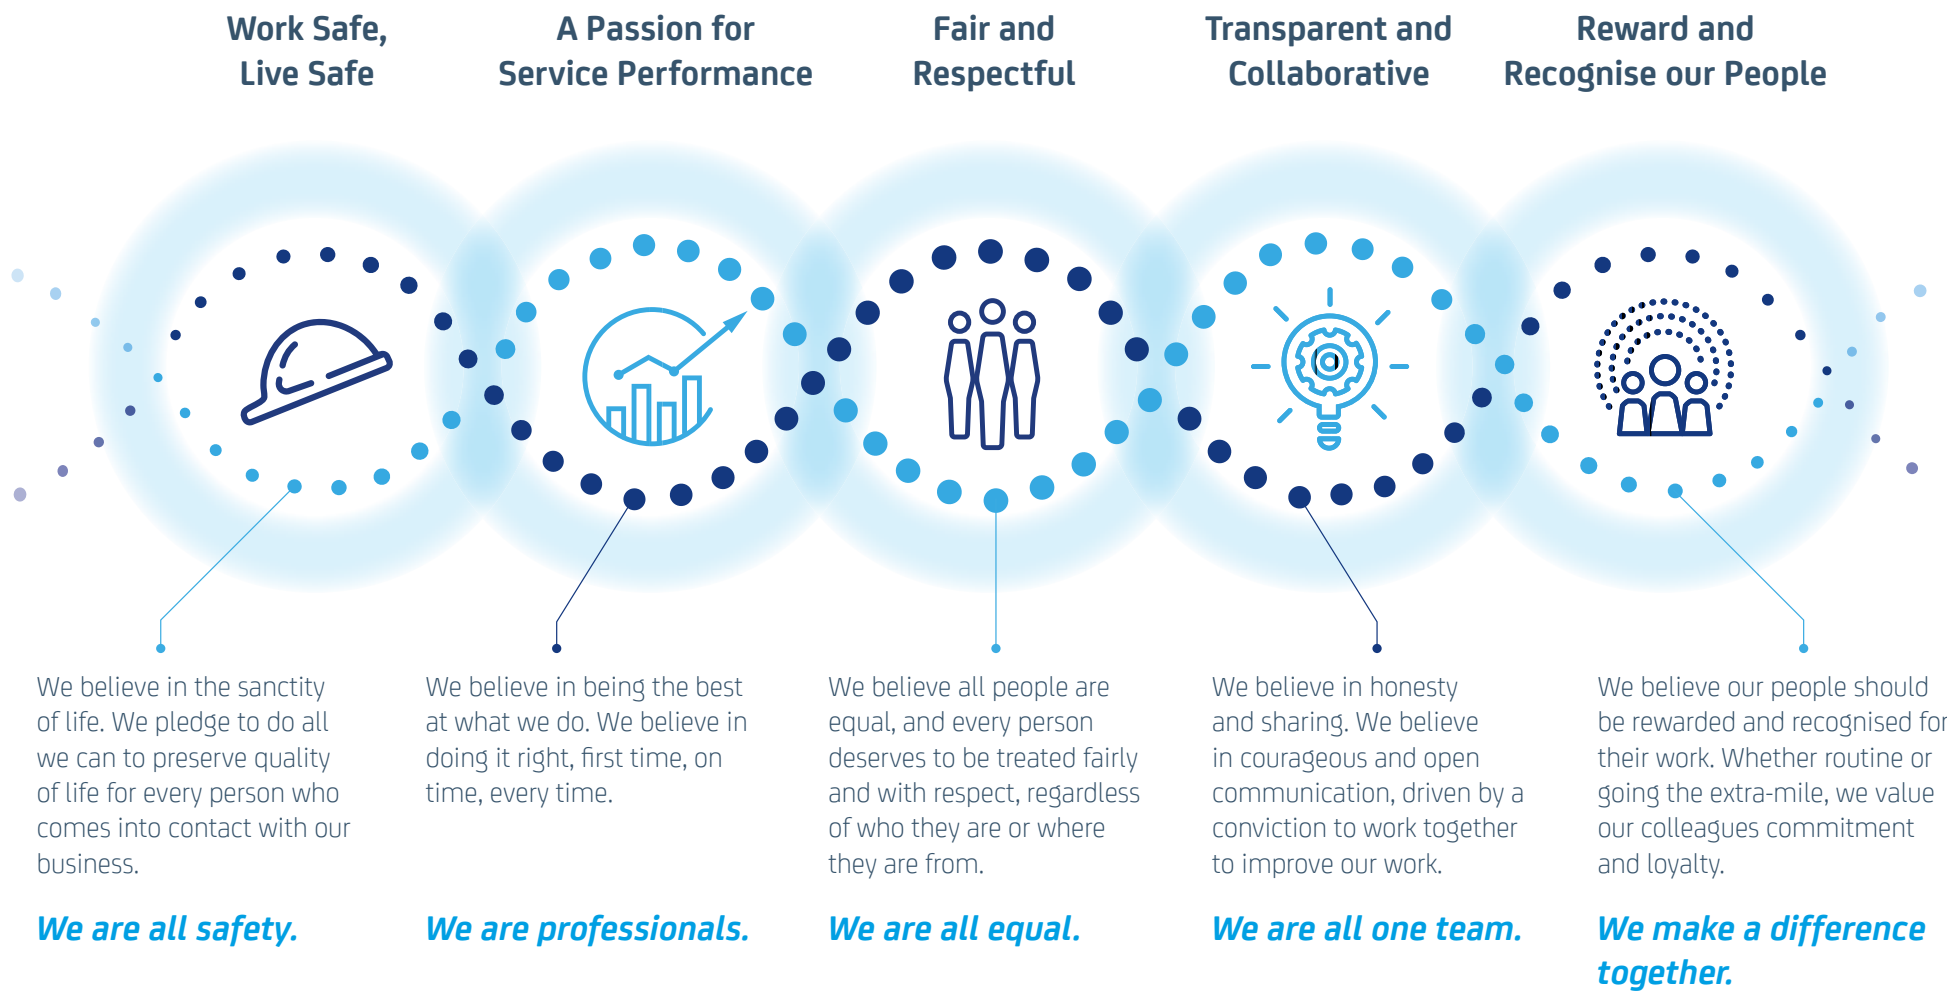 Work Safe,
Live Safe
A Passion for
Service Performance
Fair and
Respectful
Transparent and
Collaborative
Reward and
Recognise our People
We believe in the sanctity
of life. We pledge to do all
we can to preserve quality
of life for every person who
comes into contact with our
business.
We are all safety.
We believe in being the best
at what we do. We believe in
doing it right, first time, on
time, every time.
We are professionals.
We believe all people are
equal, and every person
deserves to be treated fairly
and with respect, regardless
of who they are or where
they are from.
We are all equal.
We believe in honesty
and sharing. We believe
in courageous and open
communication, driven by a
conviction to work together
to improve our work.
We are all one team.
We believe our people should
be rewarded and recognised for
their work. Whether routine or
going the extra-mile, we value
our colleagues commitment
and loyalty.
We make a difference
together.